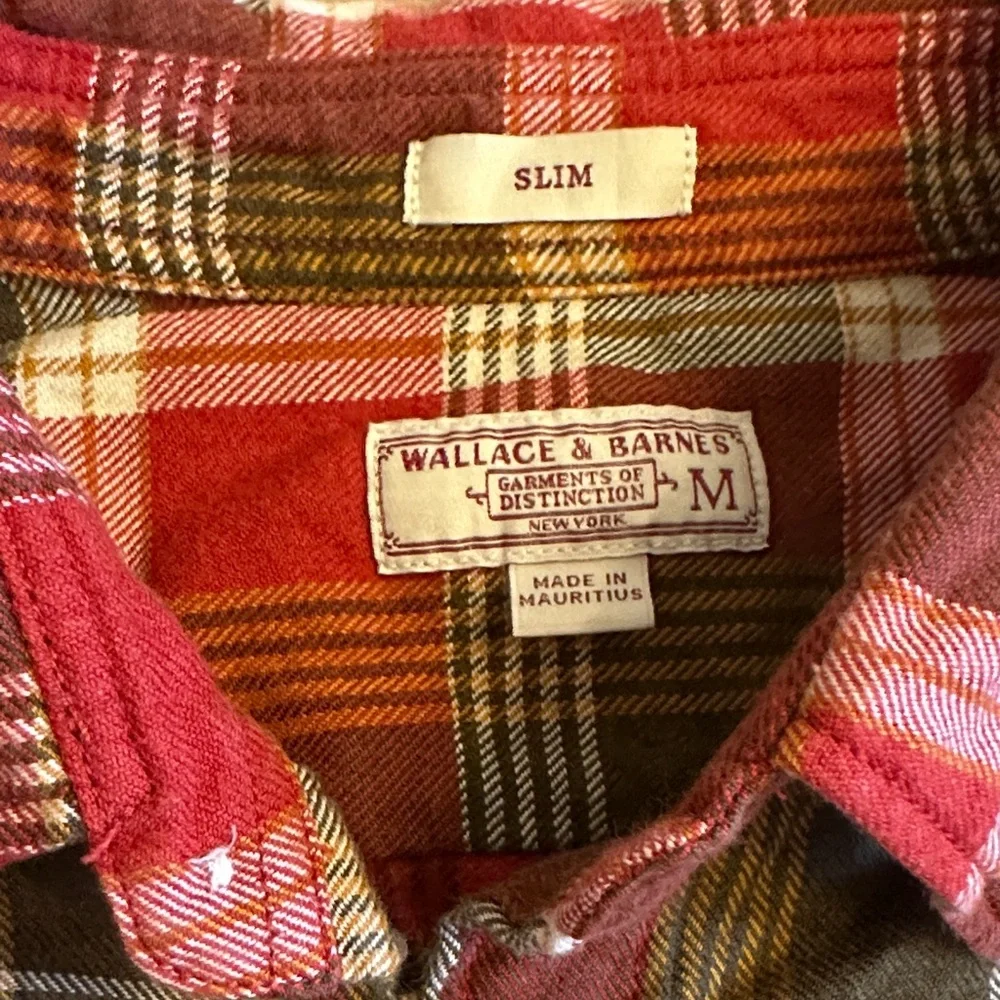 SLIM
WALLACE & BARNES
GARMENTS OF
DISTINCTION
M
NEW YORK
MADE IN
MAURITIUS